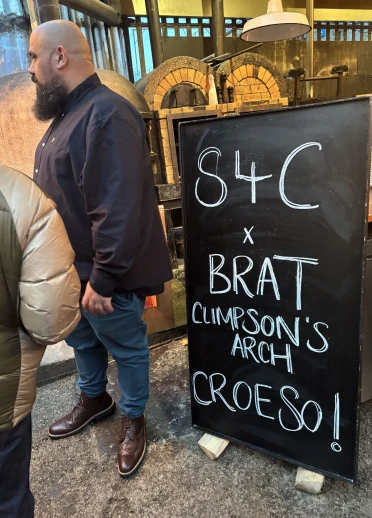 S4C
x
BRAT
CLIMPSON'S
ARCH
CROESO!